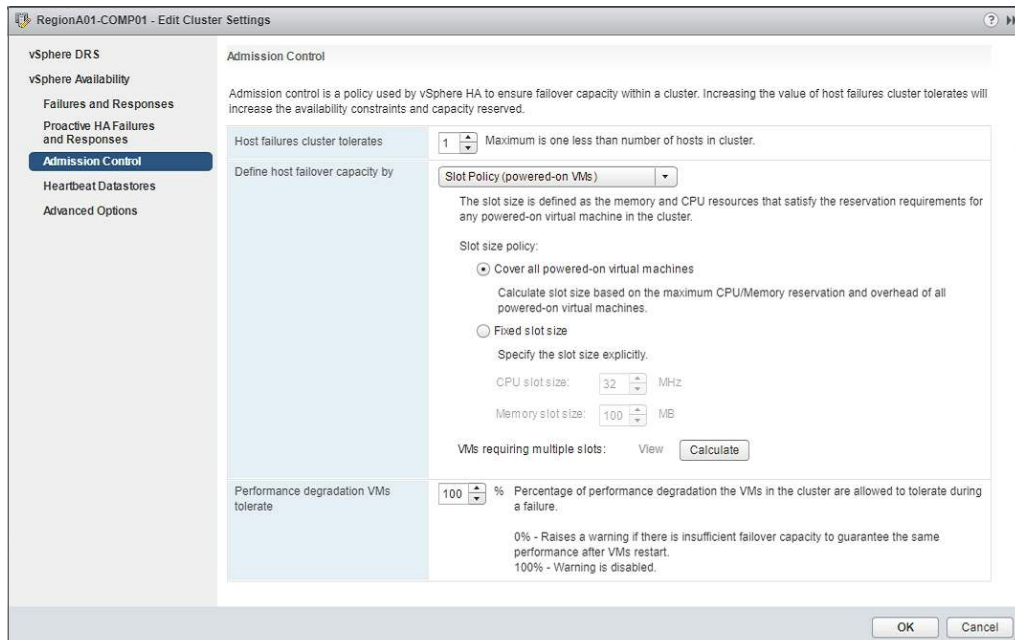 RegionA01-COMP01 - Edit Cluster Settings
?
vSphere DRS
vSphere Availability
Failures and Responses
Proactive HA Failures
and Responses
Admission Control
Heartbeat Datastores
Advanced Options
Admission Control
Admission control is a policy used by vSphere HA to ensure failover capacity within a cluster. Increasing the value of host failures cluster tolerates will
increase the availability constraints and capacity reserved.
Host failures cluster tolerates
1 Maximum is one less than number of hosts in cluster.
Define host failover capacity by
Slot Policy (powered-on VMs)
The slot size is defined as the memory and CPU resources that satisfy the reservation requirements for
any powered-on virtual machine in the cluster.
Slot size policy:
Cover all powered-on virtual machines
Calculate slot size based on the maximum CPU/Memory reservation and overhead of all
powered-on virtual machines.
Fixed slot size
Specify the slot size explicitly.
CPU slot size: 32 MHz
Memory slot size: 100 MB
VMs requiring multiple slots: View Calculate
Performance degradation VMs
tolerate
100 % Percentage of performance degradation the VMs in the cluster are allowed to tolerate during
a failure.
0% - Raises a warning if there is insufficient failover capacity to guarantee the same
performance after VMs restart.
100% - Warning is disabled.
OK Cancel